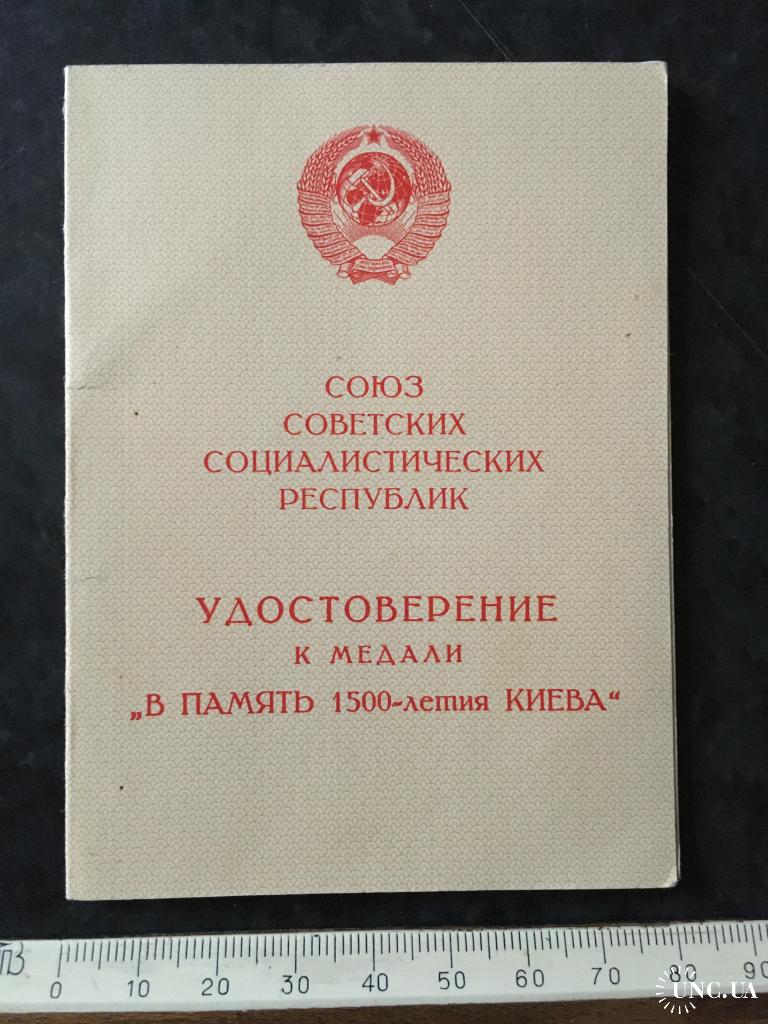 СОЮЗ
СОВЕТСКИХ
СОЦИАЛИСТИЧЕСКИХ
РЕСПУБЛИК
УДОСТОВЕРЕНИЕ
К МЕДАЛИ
„В ПАМЯТЬ 1500-летия КИЕВА“
0 10 20 30 40 50 60 70 80 90
UNC.UA